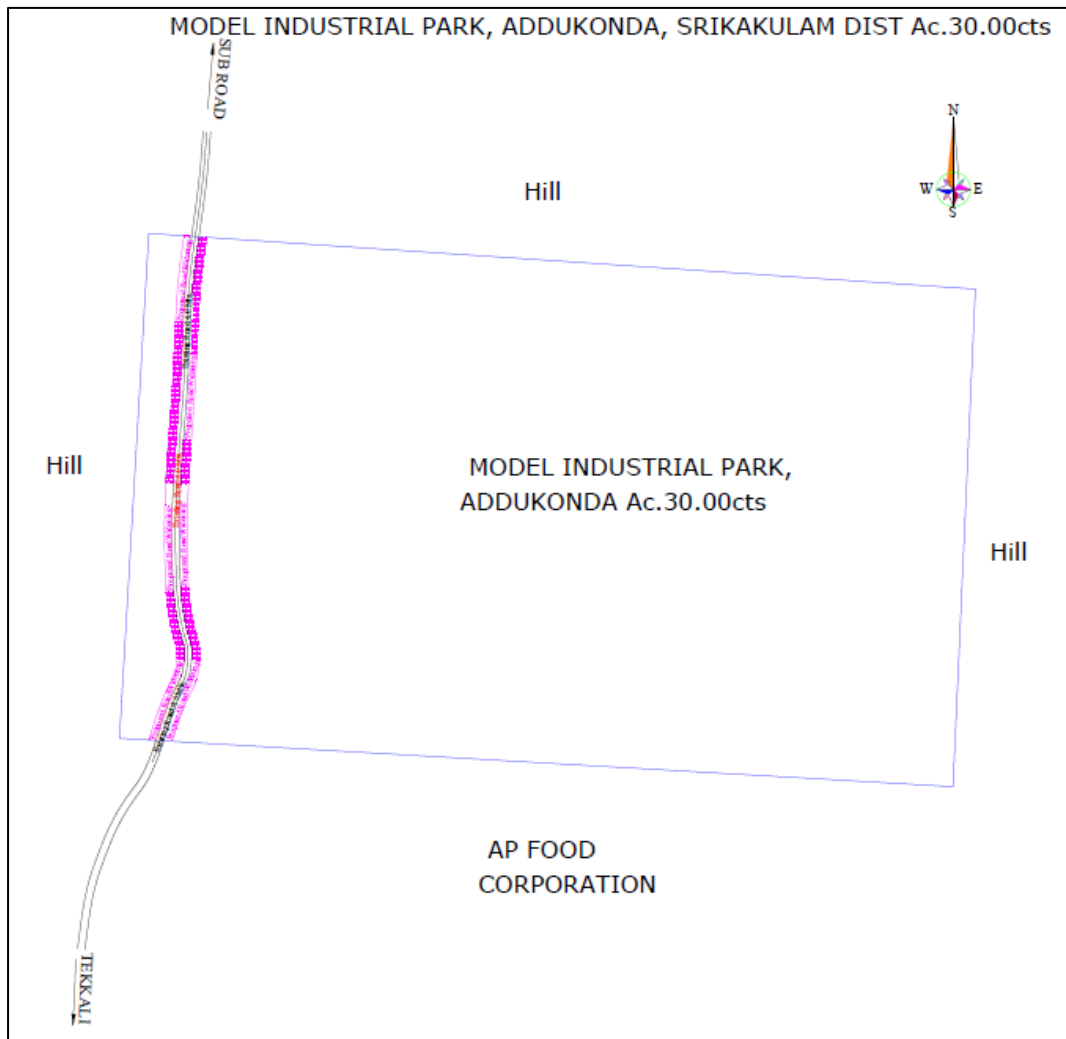 MODEL INDUSTRIAL PARK, ADDUKONDA, SRIKAKULAM DIST Ac.30.00cts
SUB ROAD
N
W
E
S
Hill
Hill
MODEL INDUSTRIAL PARK,
ADDUKONDA Ac.30.00cts
Hill
AP FOOD
CORPORATION
TEKKALI